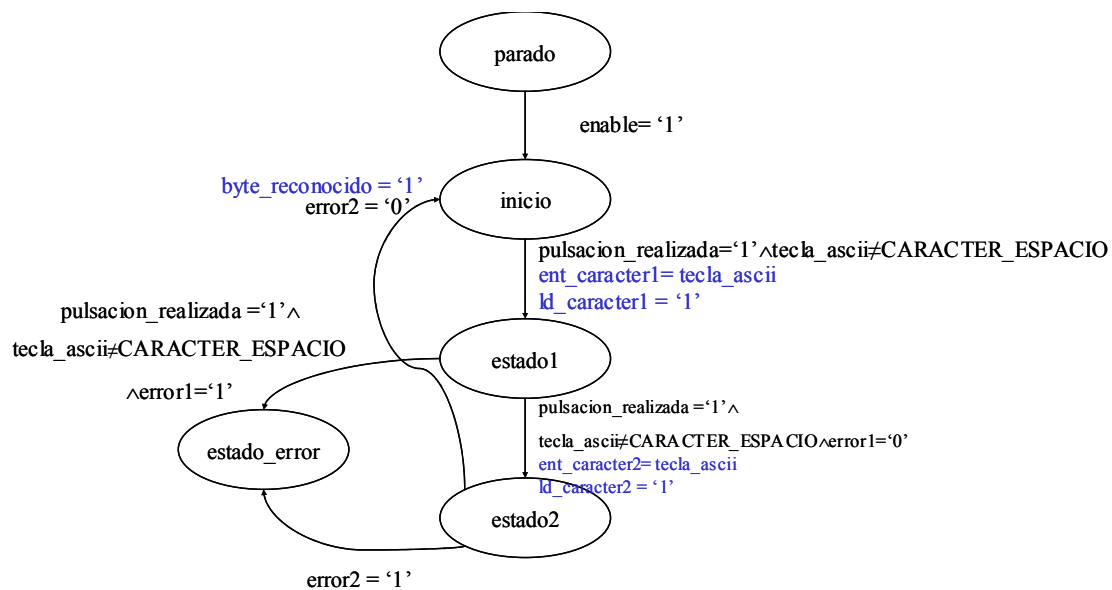 parado
enable= ‘1’
byte_reconocido = ‘1’
error2 = ‘0’
inicio
pulsacion_realizada=‘1’∧tecla_ascii≠CARACTER_ESPACIO
ent_caracter1= tecla_ascii
ld_caracter1 = ‘1’
pulsacion_realizada =‘1’∧
tecla_ascii≠CARACTER_ESPACIO
∧error1=‘1’
estado1
pulsacion_realizada =‘1’∧
tecla_ascii≠CARACTER_ESPACIO∧error1=‘0’
ent_caracter2= tecla_ascii
ld_caracter2 = ‘1’
estado_error
estado2
error2 = ‘1’